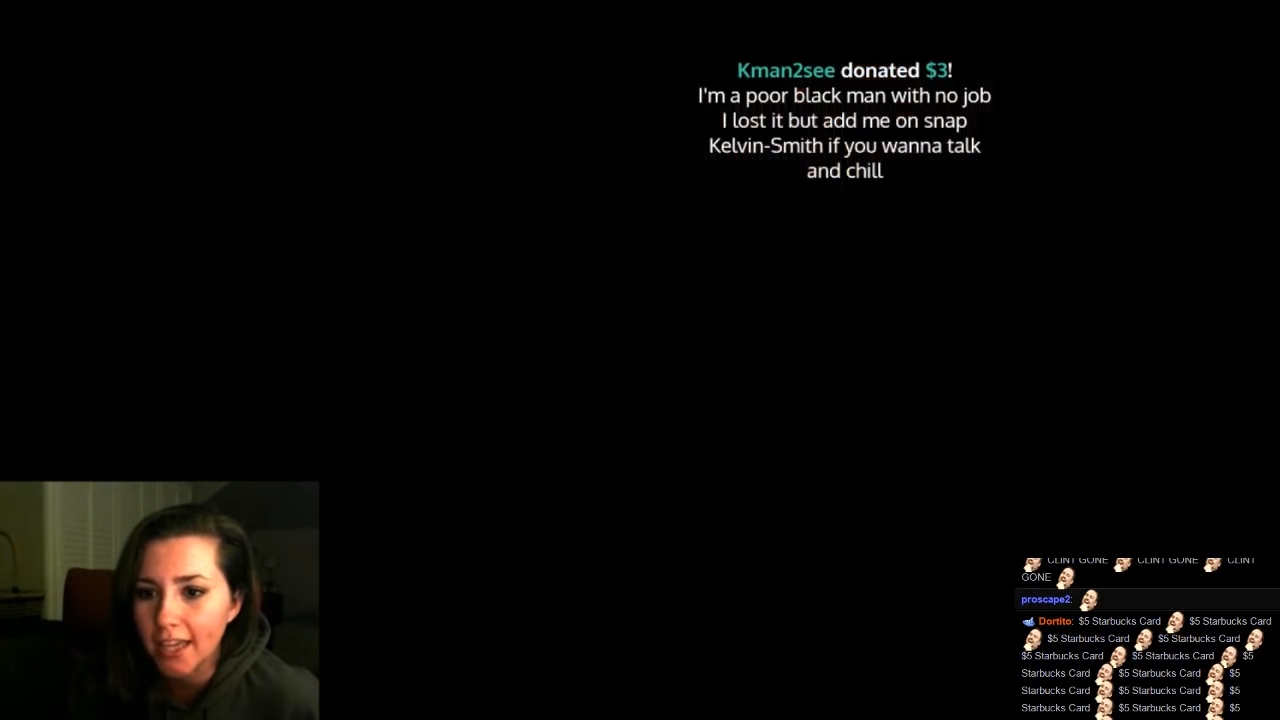 Kman2see donated $3!
I'm a poor black man with no job
I lost it but add me on snap
Kelvin-Smith if you wanna talk
and chill
CLINT GONE CLINT GONE CLINT
GONE
proscape2:
Dortito: $5 Starbucks Card $5 Starbucks Card
$5 Starbucks Card $5 Starbucks Card
$5 Starbucks Card $5 Starbucks Card $5
Starbucks Card $5 Starbucks Card $5
Starbucks Card $5 Starbucks Card $5
Starbucks Card $5 Starbucks Card $5